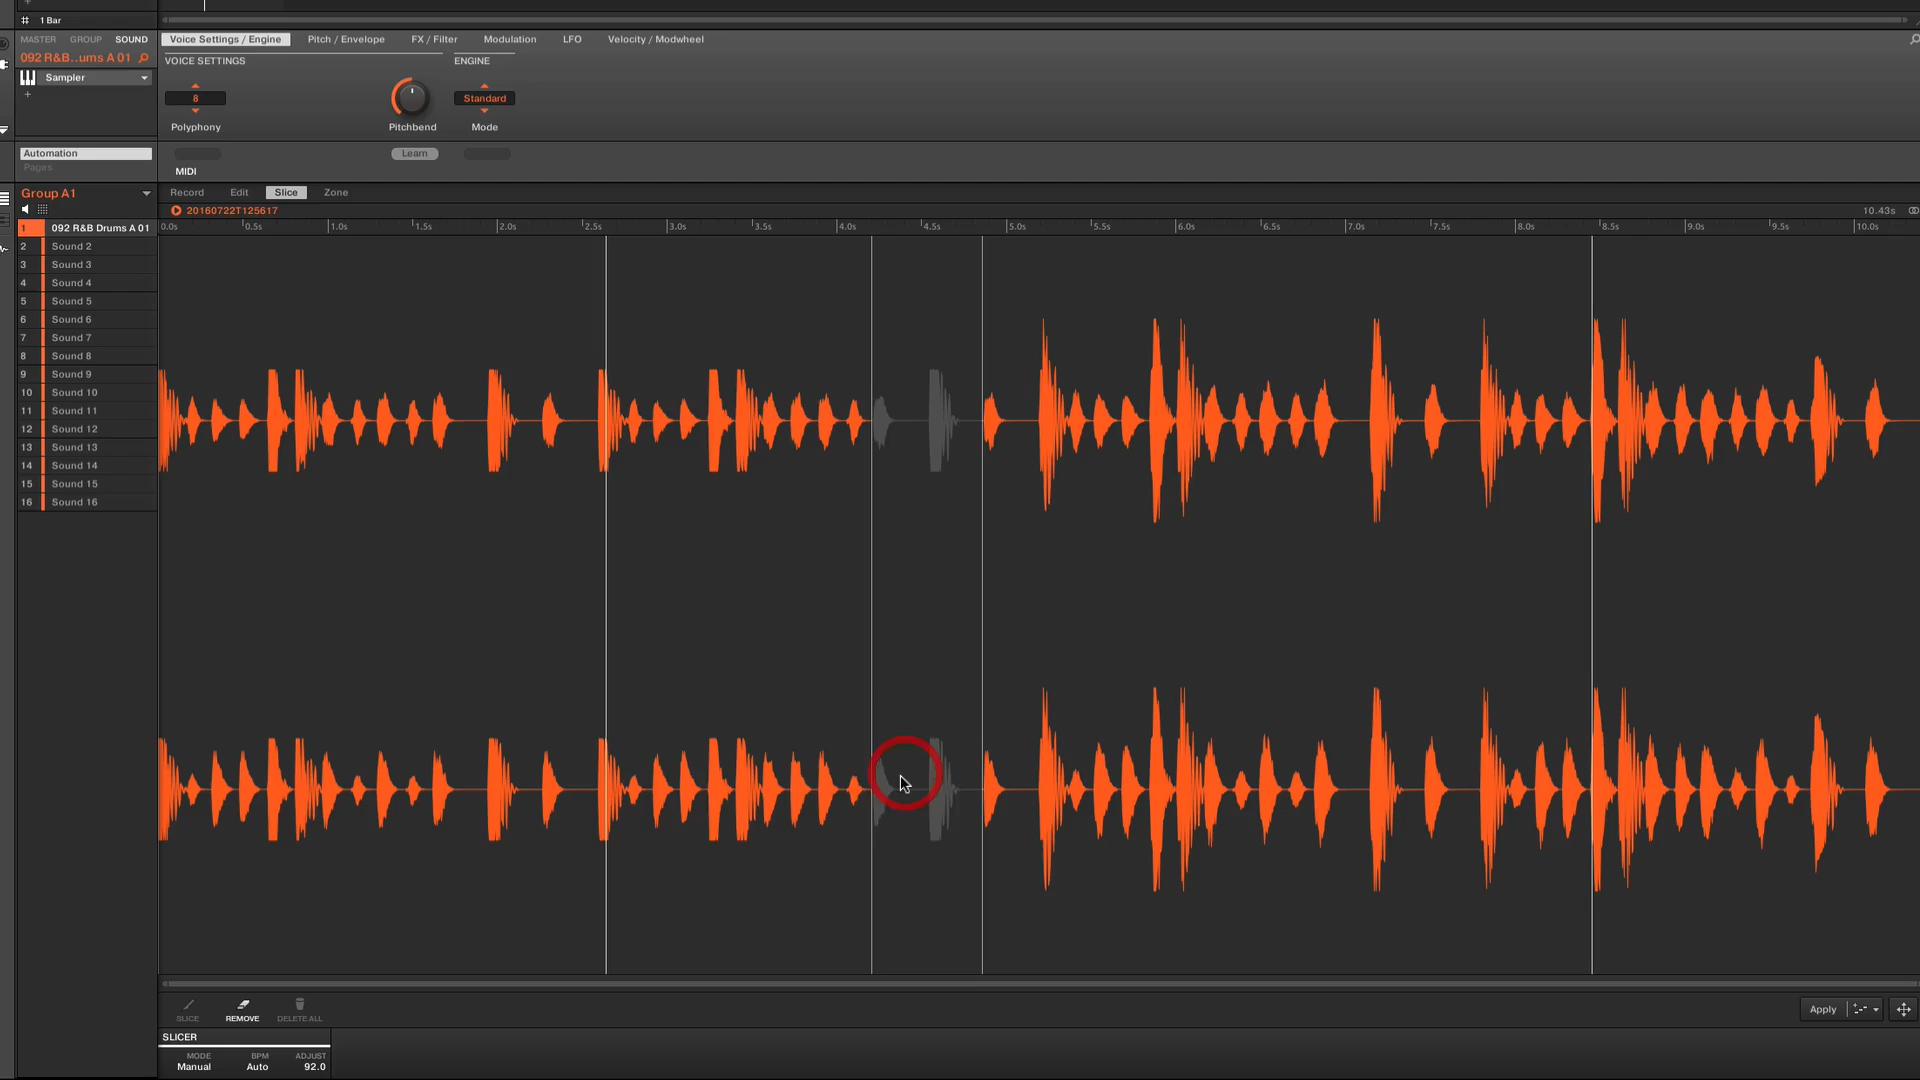 1 Bar
MASTER GROUP SOUND
092 R&B..ums A 01
Sampler
+
Automation
Pages
Voice Settings / Engine Pitch / Envelope FX / Filter Modulation LFO Velocity / Modwheel
VOICE SETTINGS ENGINE
8 Standard
Polyphony Pitchbend Mode
Learn
MIDI
Group A1
1 092 R&B Drums A 01
2 Sound 2
3 Sound 3
4 Sound 4
5 Sound 5
6 Sound 6
7 Sound 7
8 Sound 8
9 Sound 9
10 Sound 10
11 Sound 11
12 Sound 12
13 Sound 13
14 Sound 14
15 Sound 15
16 Sound 16
Record Edit Slice Zone
20160722T125617 10.43s
0.0s 0.5s 1.0s 1.5s 2.0s 2.5s 3.0s 3.5s 4.0s 4.5s 5.0s 5.5s 6.0s 6.5s 7.0s 7.5s 8.0s 8.5s 9.0s 9.5s 10.0s
SLICE REMOVE DELETE ALL
Apply
SLICER
MODE BPM ADJUST
Manual Auto 92.0